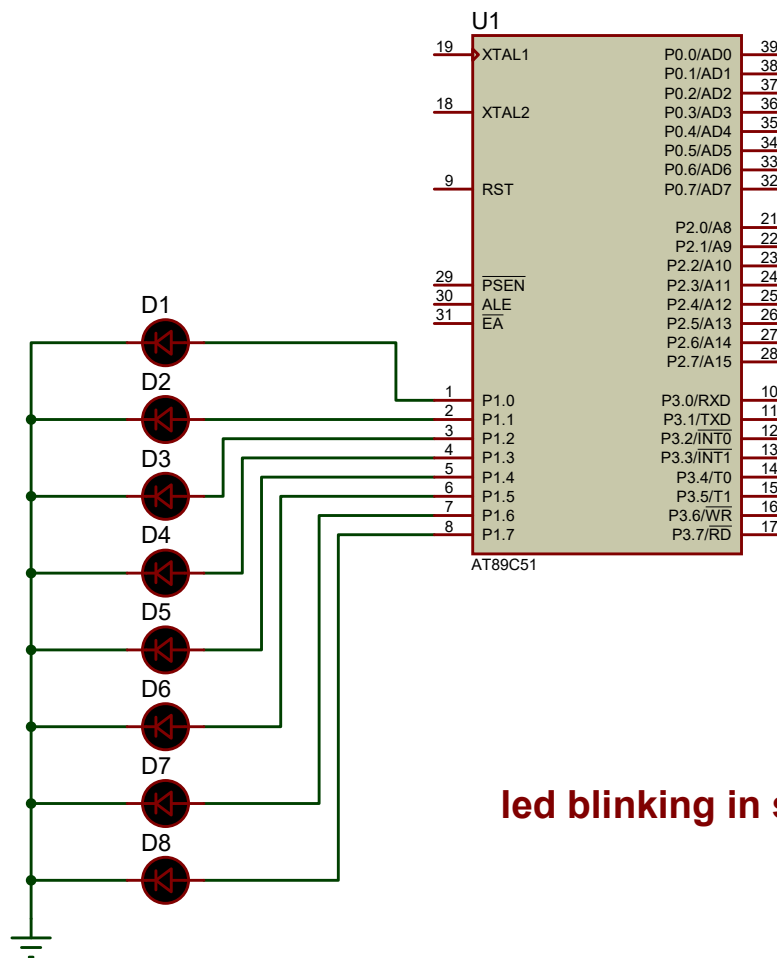 U1
19 XTAL1 P0.0/AD0 39
P0.1/AD1 38
P0.2/AD2 37
18 XTAL2 P0.3/AD3 36
P0.4/AD4 35
P0.5/AD5 34
P0.6/AD6 33
9 RST P0.7/AD7 32
P2.0/A8 21
P2.1/A9 22
P2.2/A10 23
29 PSEN P2.3/A11 24
30 ALE P2.4/A12 25
31 EA P2.5/A13 26
P2.6/A14 27
P2.7/A15 28
1 P1.0 P3.0/RXD 10
2 P1.1 P3.1/TXD 11
3 P1.2 P3.2/INT0 12
4 P1.3 P3.3/INT1 13
5 P1.4 P3.4/T0 14
6 P1.5 P3.5/T1 15
7 P1.6 P3.6/WR 16
8 P1.7 P3.7/RD 17
AT89C51
D1
D2
D3
D4
D5
D6
D7
D8
led blinking in